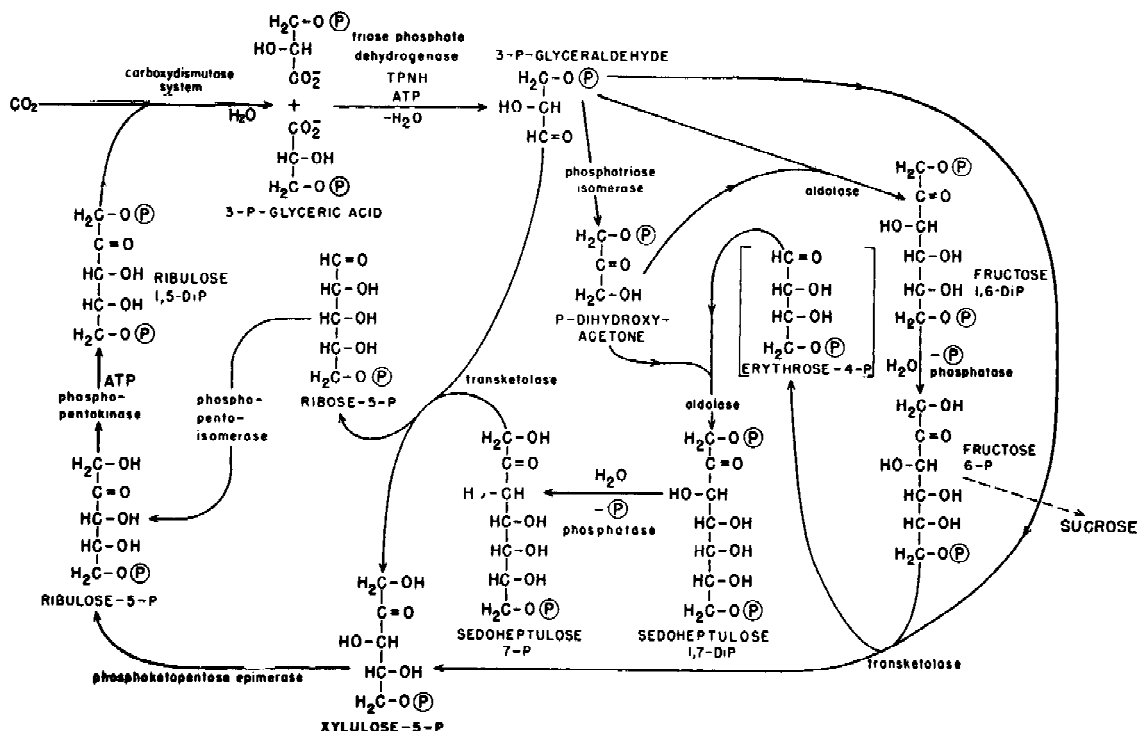 H₂C-O Ⓟ
HO-CH
CO₂⁻
+
CO₂⁻
HC-OH
H₂C-O Ⓟ
3-P-GLYCERIC ACID
CO₂
carboxydismutase
system
H₂O
triose phosphate
dehydrogenase
TPNH
ATP
-H₂O
3-P-GLYCERALDEHYDE
H₂C-O Ⓟ
HO-CH
HC=O
phosphotriose
isomerase
H₂C-O Ⓟ
C=O
H₂C-OH
P-DIHYDROXY-
ACETONE
aldolase
H₂C-O Ⓟ
C=O
HO-CH
HC-OH
HC-OH
H₂C-O Ⓟ
FRUCTOSE
1,6-DiP
H₂O
-Ⓟ
phosphatase
H₂C-OH
C=O
HO-CH
HC-OH
HC-OH
H₂C-O Ⓟ
FRUCTOSE
6-P
SUCROSE
HC=O
HC-OH
HC-OH
H₂C-O Ⓟ
ERYTHROSE-4-P
H₂C-O Ⓟ
C=O
HC-OH
HC-OH
H₂C-O Ⓟ
RIBULOSE
1,5-DiP
ATP
phospho-
pentokinase
H₂C-OH
C=O
HC-OH
HC-OH
H₂C-O Ⓟ
RIBULOSE-5-P
HC=O
HC-OH
HC-OH
HC-OH
H₂C-O Ⓟ
RIBOSE-5-P
phospho-
pento-
isomerase
transketolase
aldolase
H₂C-OH
C=O
-CH
HC-OH
HC-OH
HC-OH
H₂C-O Ⓟ
SEDOHEPTULOSE
7-P
H₂O
-Ⓟ
phosphatase
H₂C-O Ⓟ
C=O
HO-CH
HC-OH
HC-OH
HC-OH
H₂C-O Ⓟ
SEDOHEPTULOSE
1,7-DiP
H₂C-OH
C=O
HO-CH
HC-OH
H₂C-O Ⓟ
XYLULOSE-5-P
phosphoketopentose epimerase
transketolase